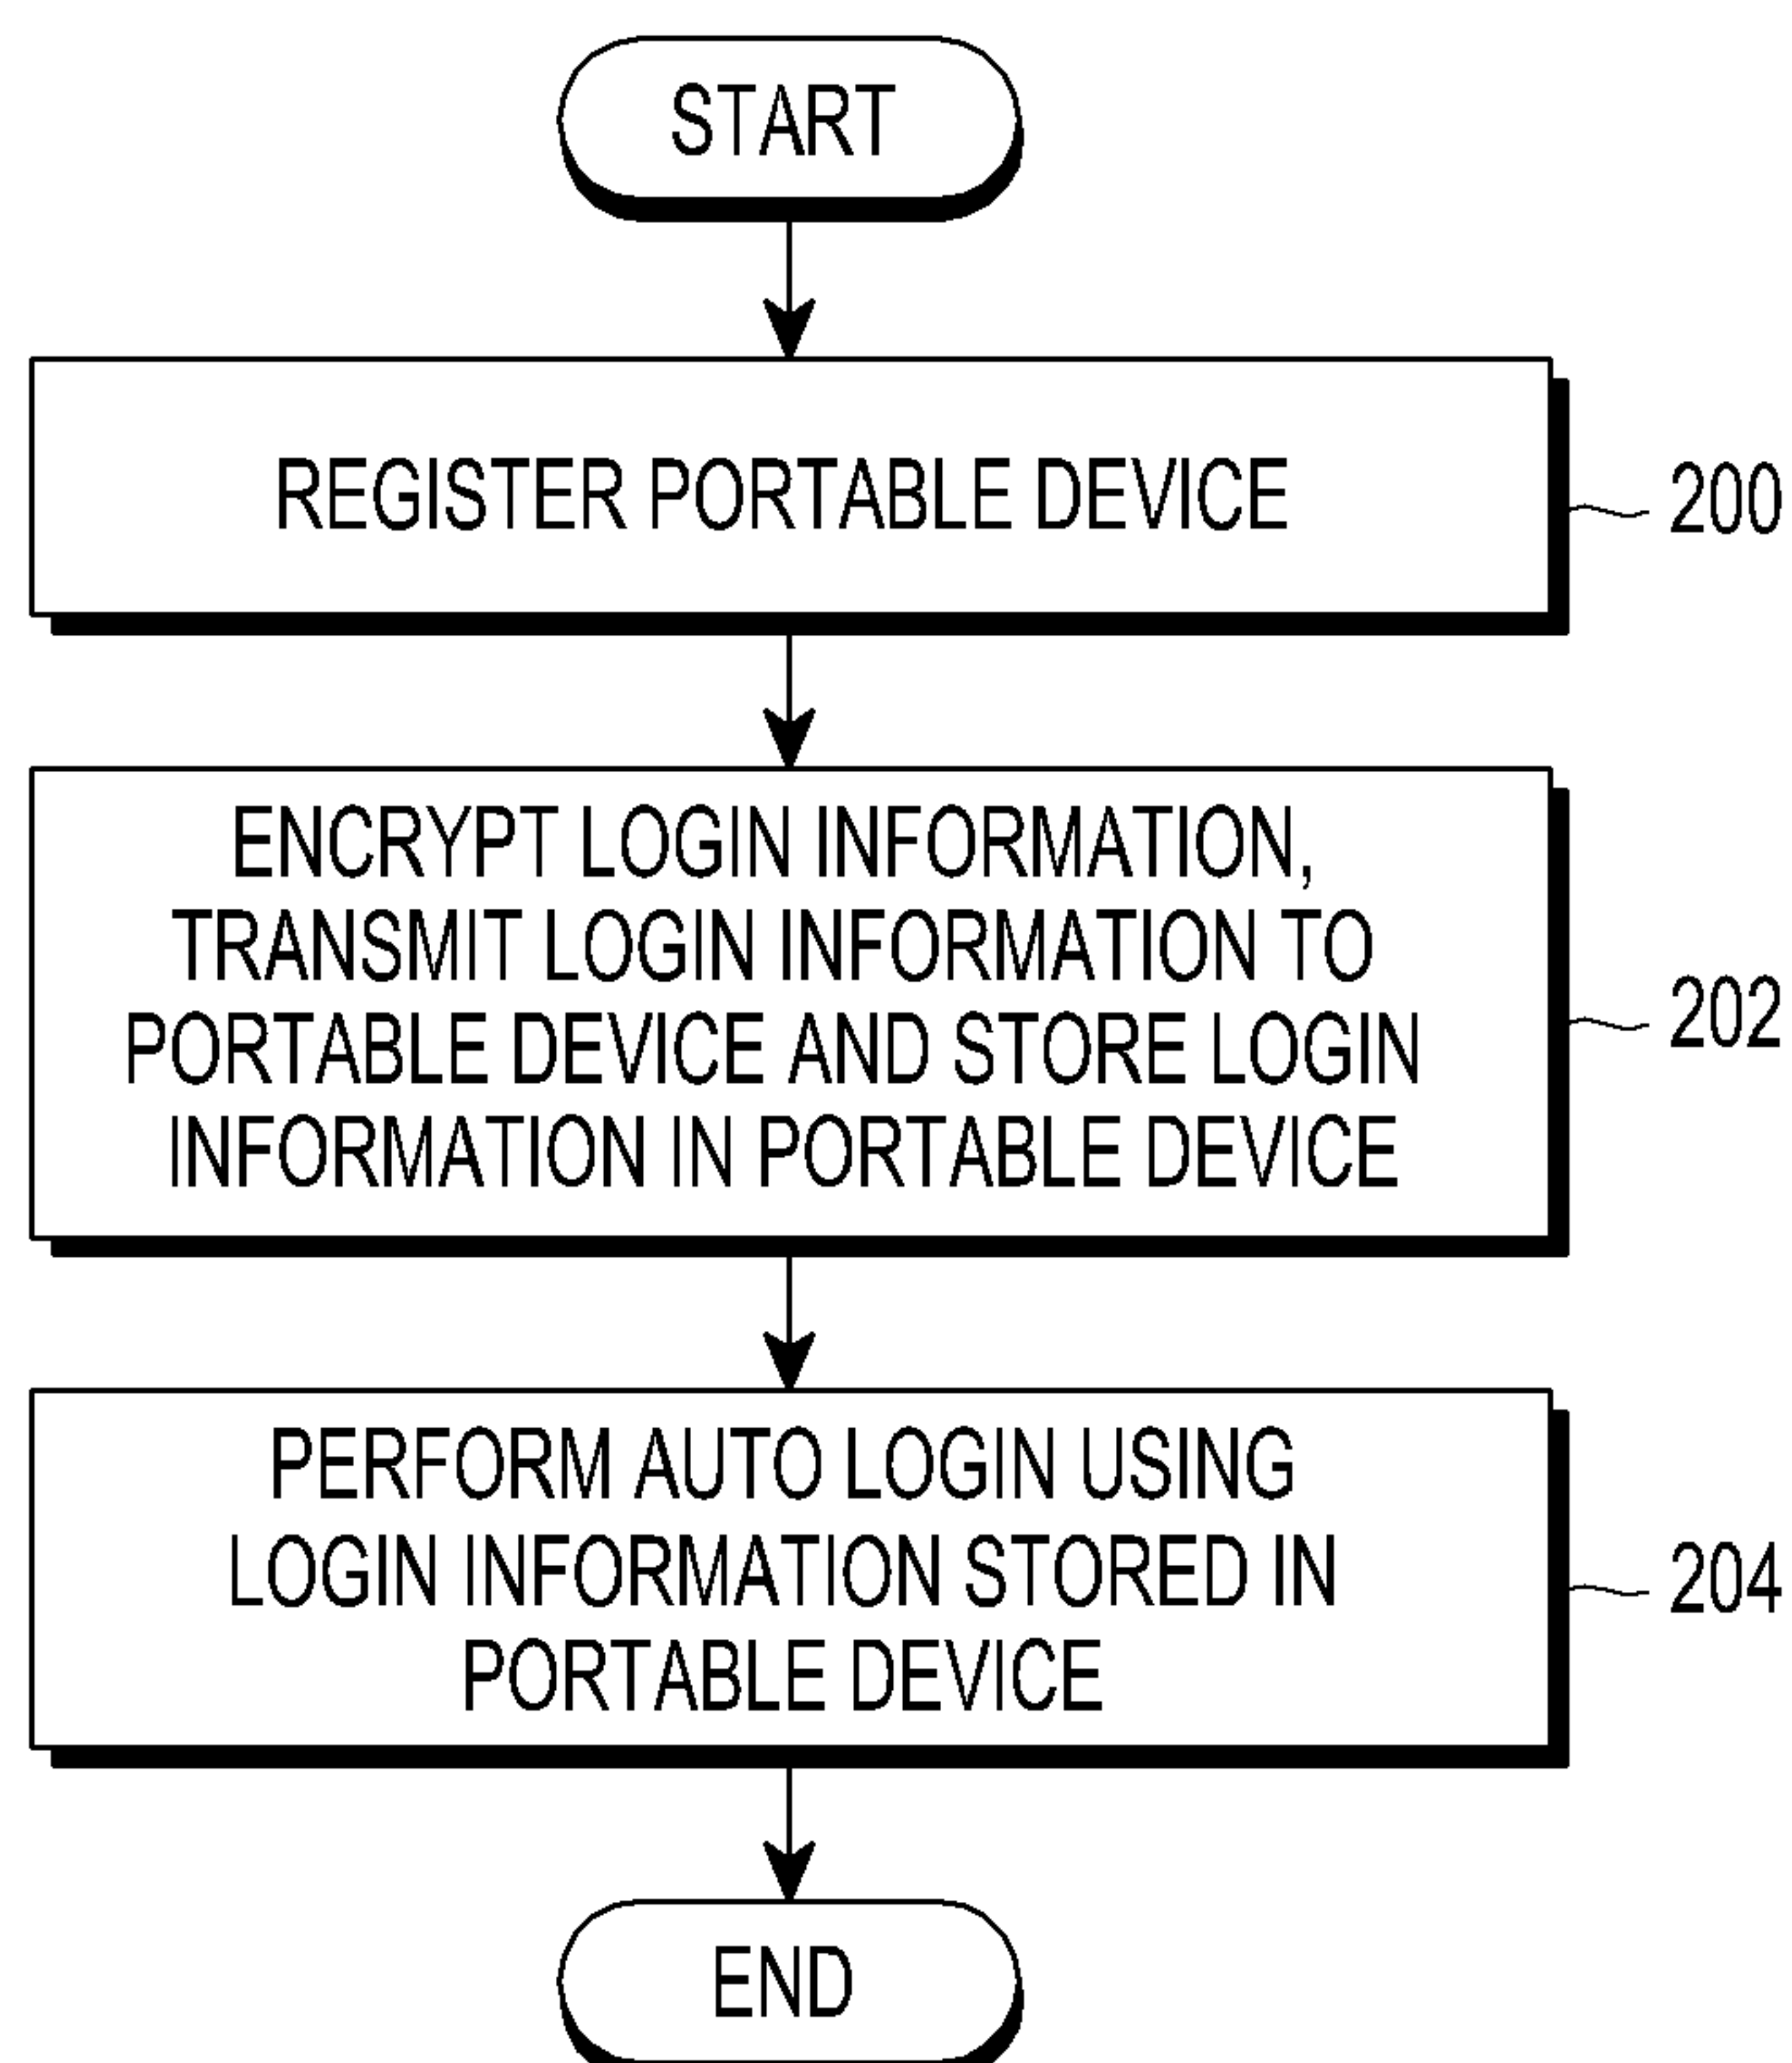 START
REGISTER PORTABLE DEVICE
200
ENCRYPT LOGIN INFORMATION,
TRANSMIT LOGIN INFORMATION TO
PORTABLE DEVICE AND STORE LOGIN
INFORMATION IN PORTABLE DEVICE
202
PERFORM AUTO LOGIN USING
LOGIN INFORMATION STORED IN
PORTABLE DEVICE
204
END